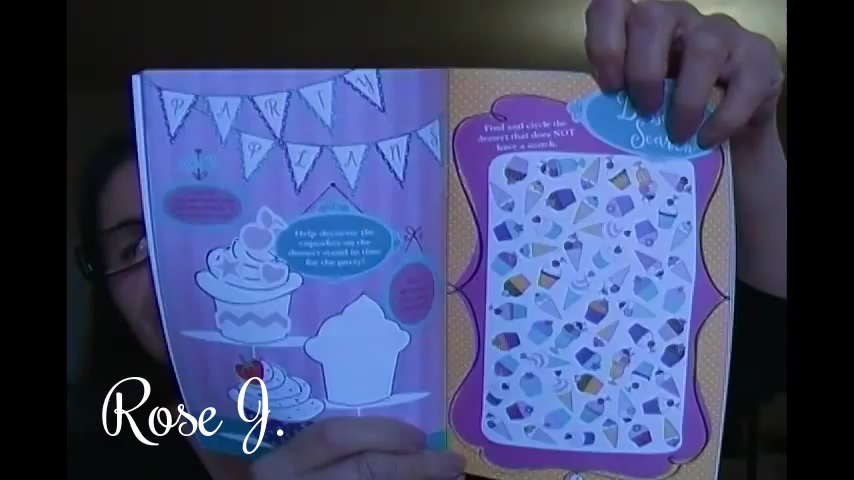 PARTY
PLANS
Help decorate the
cupcakes on the
dessert stand in time
for the party!
Dessert
Search
Find and circle the
dessert that does NOT
have a match.
Rose J.